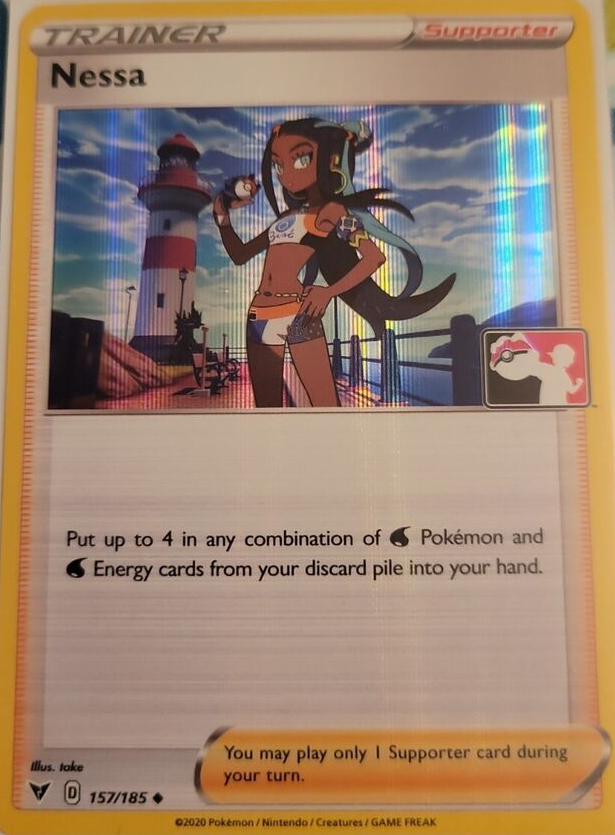 TRAINER
Supporter
Nessa
Put up to 4 in any combination of Pokémon and
Energy cards from your discard pile into your hand.
You may play only 1 Supporter card during
your turn.
Illus. take
D 157/185
©2020 Pokémon / Nintendo / Creatures / GAME FREAK